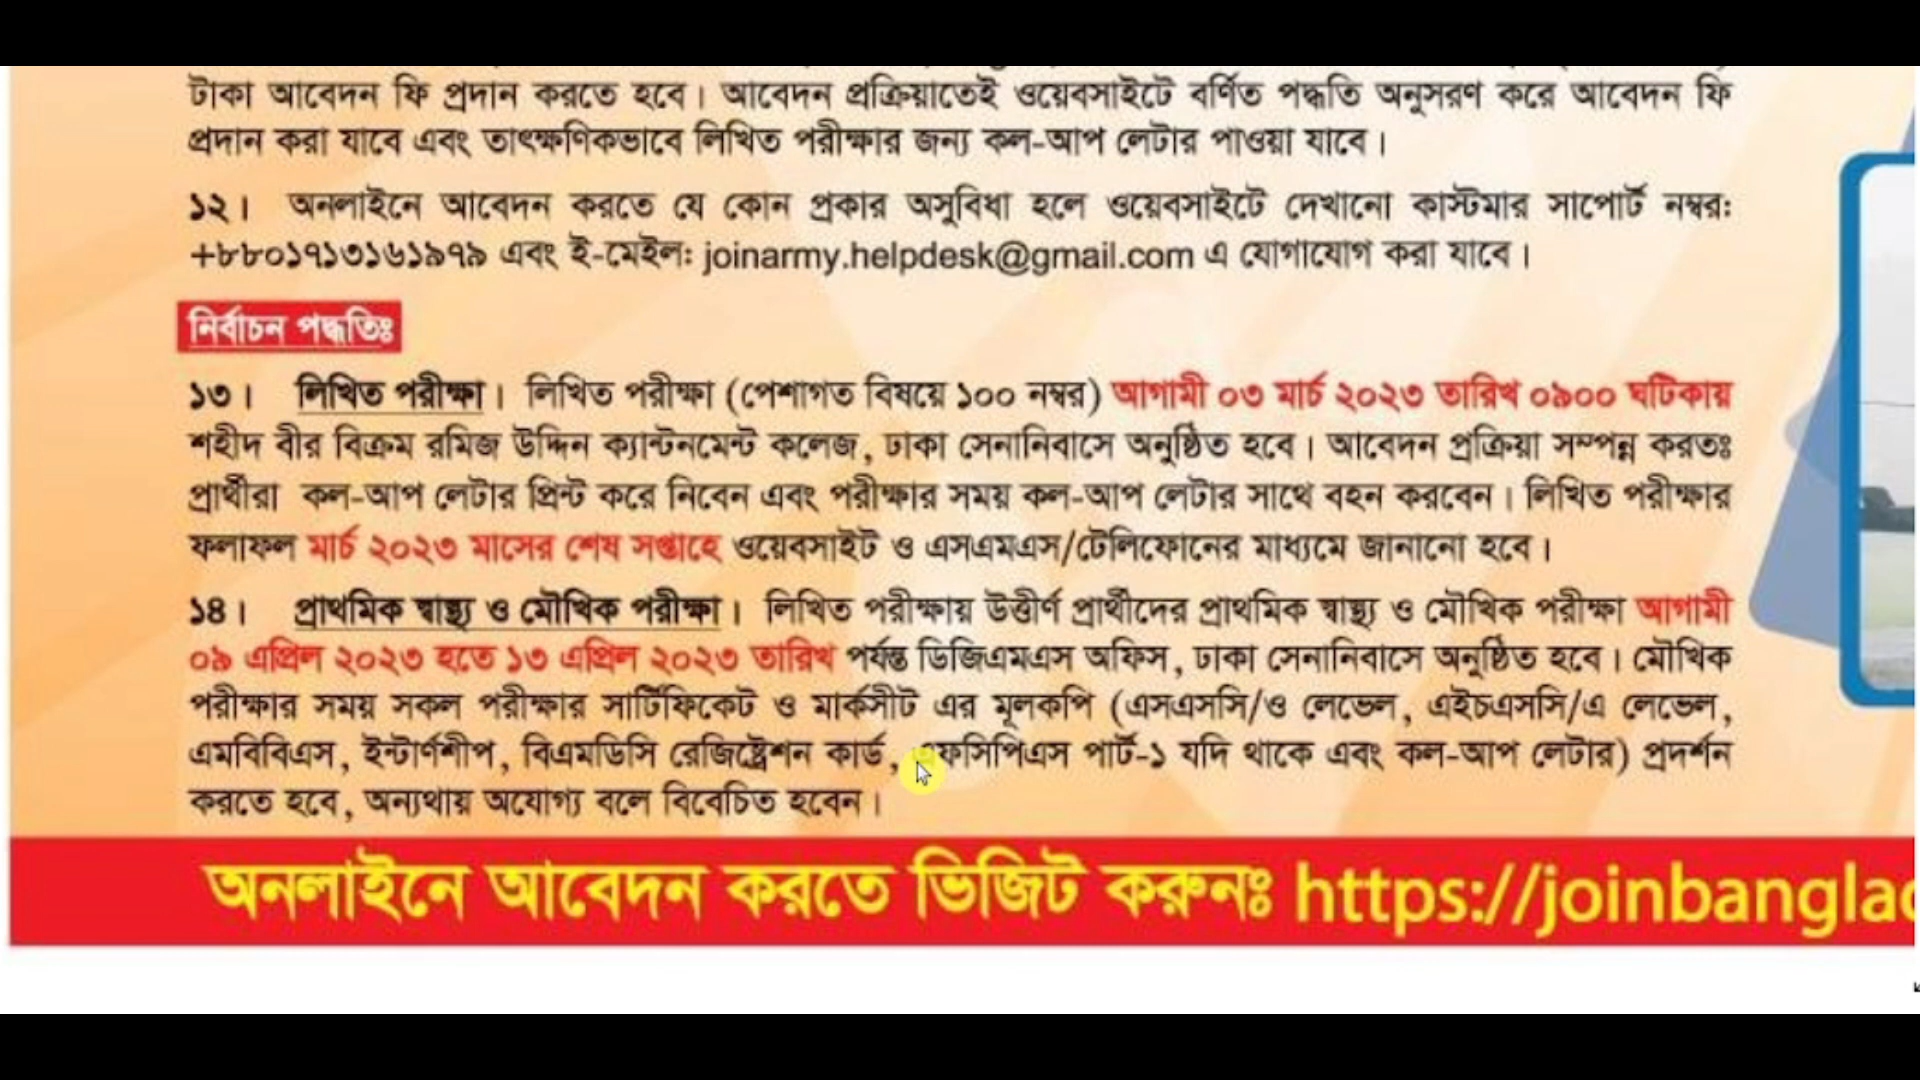 টাকা আবেদন ফি প্রদান করতে হবে। আবেদন প্রক্রিয়াতেই ওয়েবসাইটে বর্ণিত পদ্ধতি অনুসরণ করে আবেদন ফি
প্রদান করা যাবে এবং তাৎক্ষণিকভাবে লিখিত পরীক্ষার জন্য কল-আপ লেটার পাওয়া যাবে।
১২। অনলাইনে আবেদন করতে যে কোন প্রকার অসুবিধা হলে ওয়েবসাইটে দেখানো কাস্টমার সাপোর্ট নম্বর:
+৮৮০১৭১৩১৬১৯৭৯ এবং ই-মেইল: joinarmy.helpdesk@gmail.com এ যোগাযোগ করা যাবে।
নির্বাচন পদ্ধতিঃ
১৩। লিখিত পরীক্ষা। লিখিত পরীক্ষা (পেশাগত বিষয়ে ১০০ নম্বর) আগামী ০৩ মার্চ ২০২৩ তারিখ ০৯০০ ঘটিকায়
শহীদ বীর বিক্রম রমিজ উদ্দিন ক্যান্টনমেন্ট কলেজ, ঢাকা সেনানিবাসে অনুষ্ঠিত হবে। আবেদন প্রক্রিয়া সম্পন্ন করতঃ
প্রার্থীরা কল-আপ লেটার প্রিন্ট করে নিবেন এবং পরীক্ষার সময় কল-আপ লেটার সাথে বহন করবেন। লিখিত পরীক্ষার
ফলাফল মার্চ ২০২৩ মাসের শেষ সপ্তাহে ওয়েবসাইট ও এসএমএস/টেলিফোনের মাধ্যমে জানানো হবে।
১৪। প্রাথমিক স্বাস্থ্য ও মৌখিক পরীক্ষা। লিখিত পরীক্ষায় উত্তীর্ণ প্রার্থীদের প্রাথমিক স্বাস্থ্য ও মৌখিক পরীক্ষা আগামী
০৯ এপ্রিল ২০২৩ হতে ১৩ এপ্রিল ২০২৩ তারিখ পর্যন্ত ডিজিএমএস অফিস, ঢাকা সেনানিবাসে অনুষ্ঠিত হবে। মৌখিক
পরীক্ষার সময় সকল পরীক্ষার সার্টিফিকেট ও মার্কসীট এর মূলকপি (এসএসসি/ও লেভেল, এইচএসসি/এ লেভেল,
এমবিবিএস, ইন্টার্ণশীপ, বিএমডিসি রেজিষ্ট্রেশন কার্ড, এফসিপিএস পার্ট-১ যদি থাকে এবং কল-আপ লেটার) প্রদর্শন
করতে হবে, অন্যথায় অযোগ্য বলে বিবেচিত হবেন।
অনলাইনে আবেদন করতে ভিজিট করুনঃ https://joinbanglad